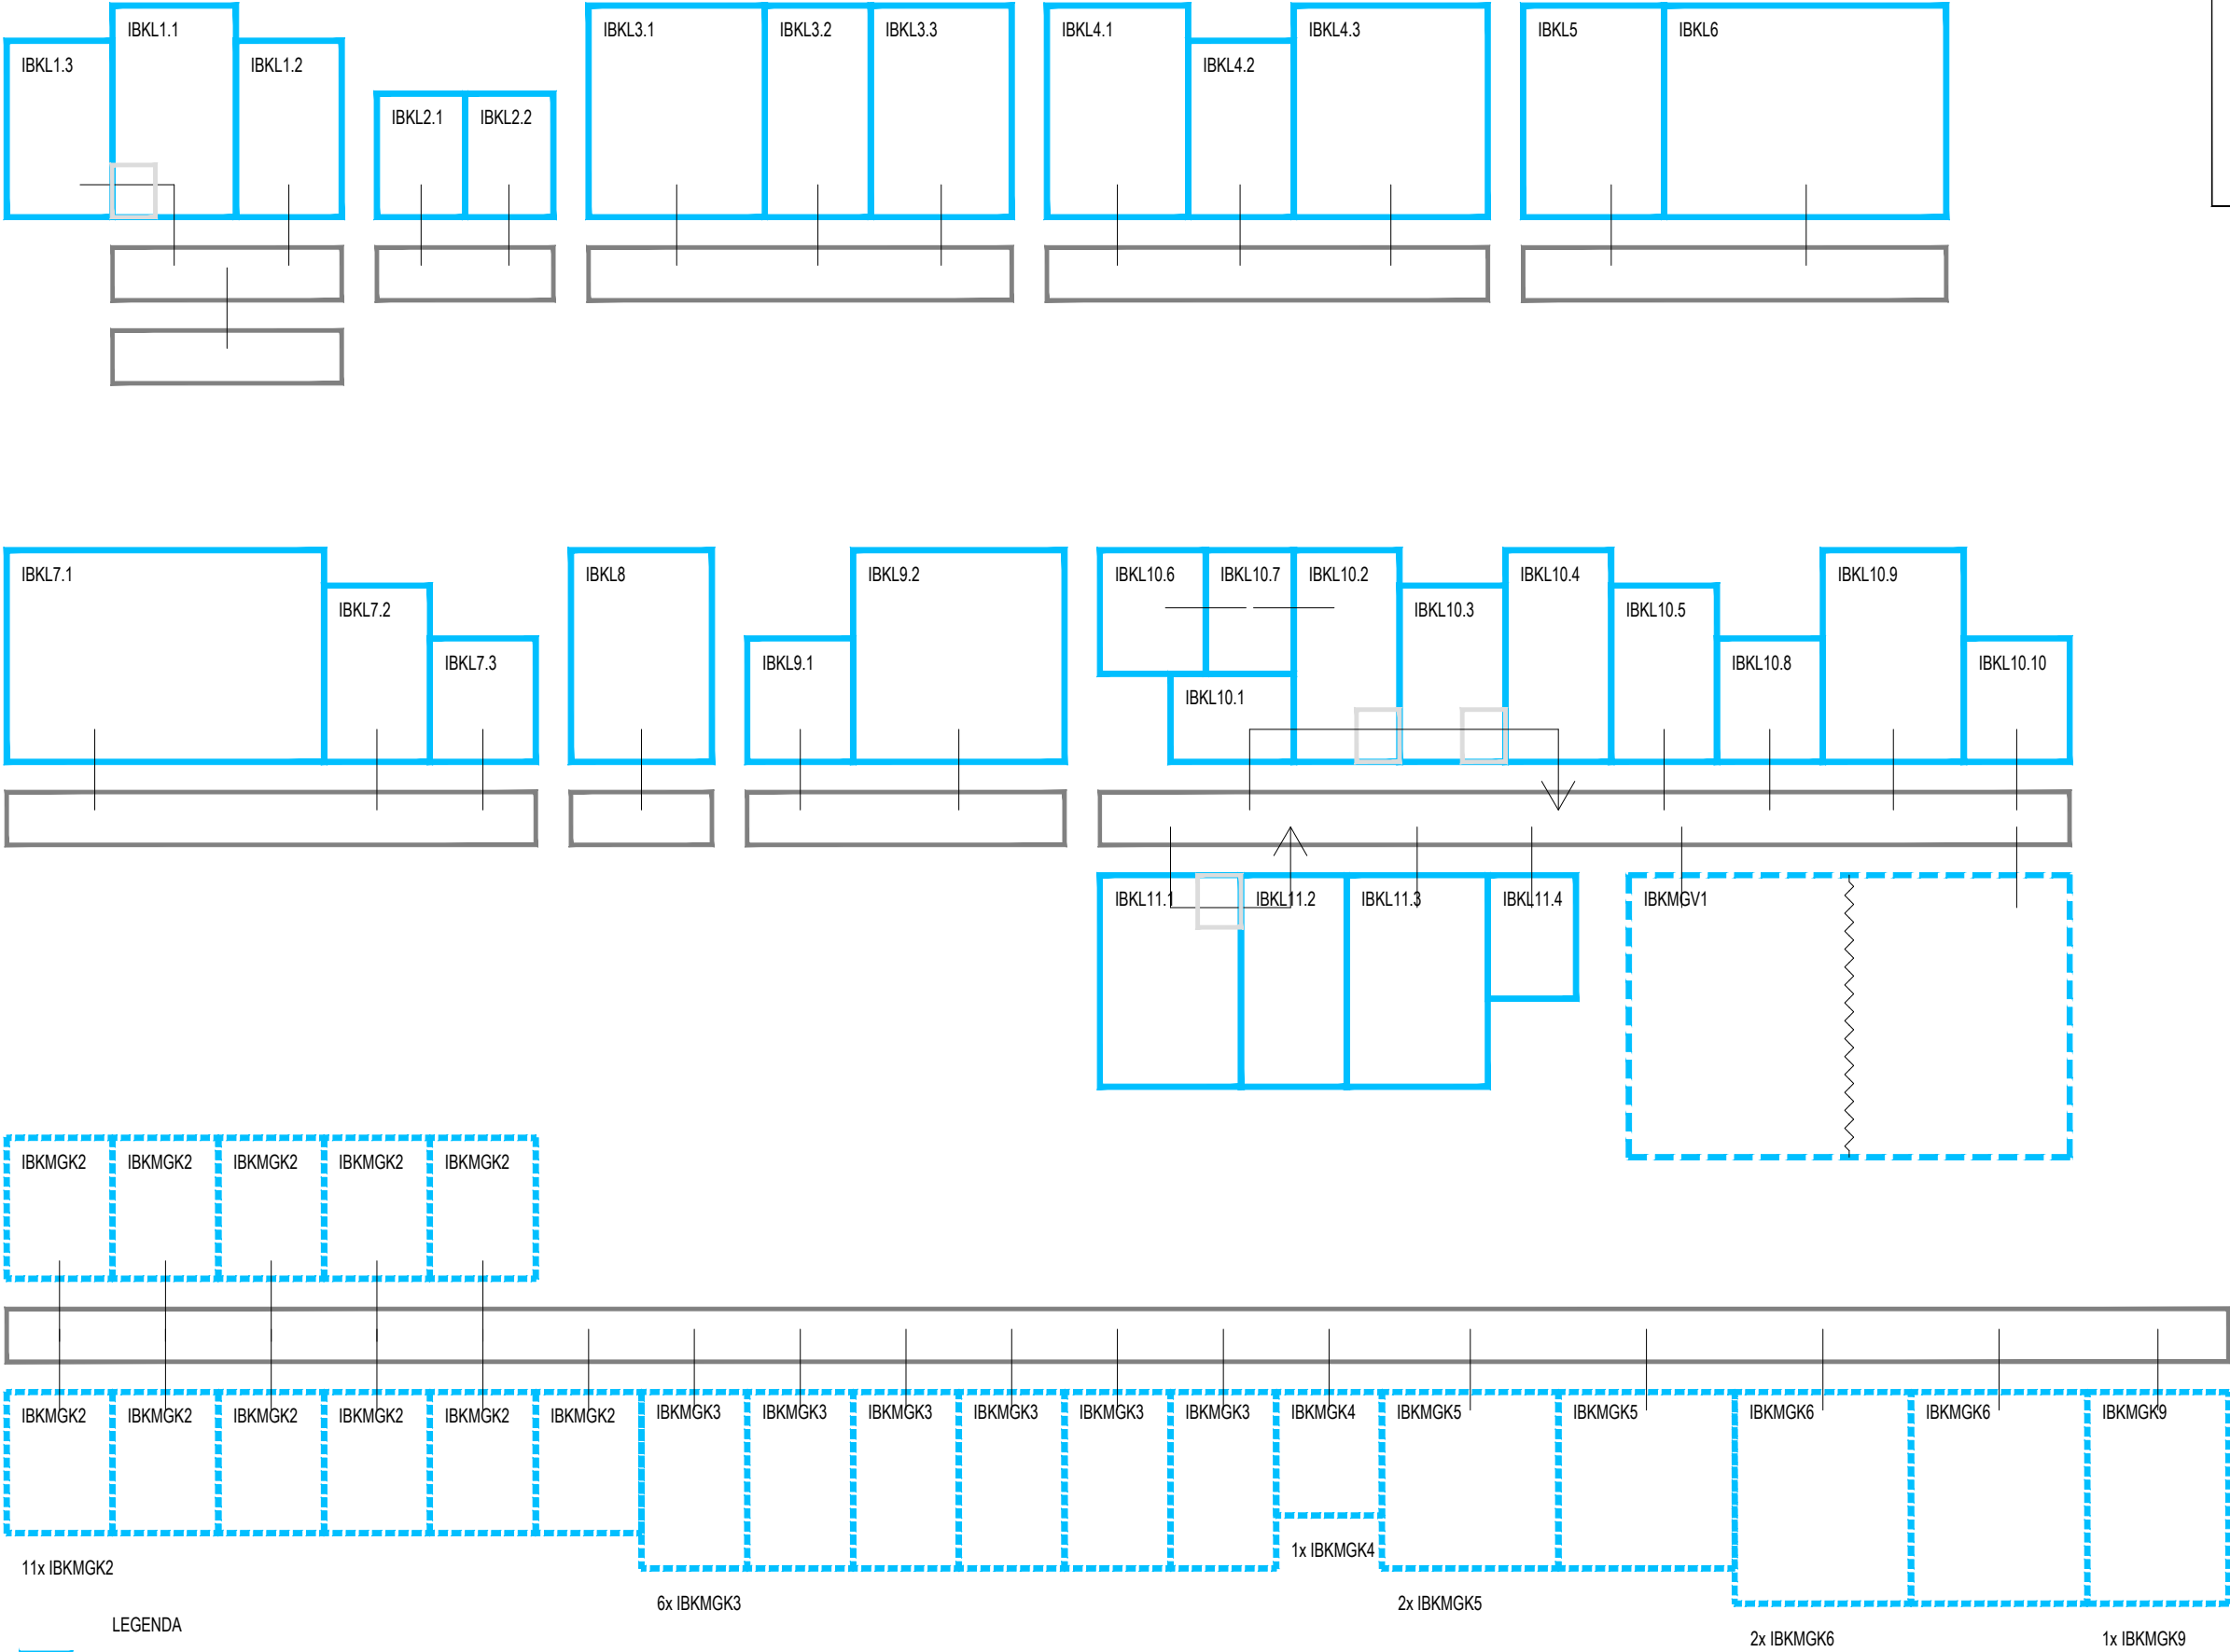 IBKL1.3
IBKL1.1
IBKL1.2
IBKL2.1
IBKL2.2
IBKL3.1
IBKL3.2
IBKL3.3
IBKL4.1
IBKL4.2
IBKL4.3
IBKL5
IBKL6
IBKL7.1
IBKL7.2
IBKL7.3
IBKL8
IBKL9.1
IBKL9.2
IBKL10.6
IBKL10.7
IBKL10.2
IBKL10.3
IBKL10.4
IBKL10.5
IBKL10.8
IBKL10.9
IBKL10.10
IBKL10.1
IBKL11.1
IBKL11.2
IBKL11.3
IBKL11.4
IBKMGV1
IBKMGK2
IBKMGK2
IBKMGK2
IBKMGK2
IBKMGK2
IBKMGK2
IBKMGK2
IBKMGK2
IBKMGK2
IBKMGK2
IBKMGK2
IBKMGK3
IBKMGK3
IBKMGK3
IBKMGK3
IBKMGK3
IBKMGK3
IBKMGK4
IBKMGK5
IBKMGK5
IBKMGK6
IBKMGK6
IBKMGK9
11x IBKMGK2
6x IBKMGK3
1x IBKMGK4
2x IBKMGK5
2x IBKMGK6
1x IBKMGK9
LEGENDA